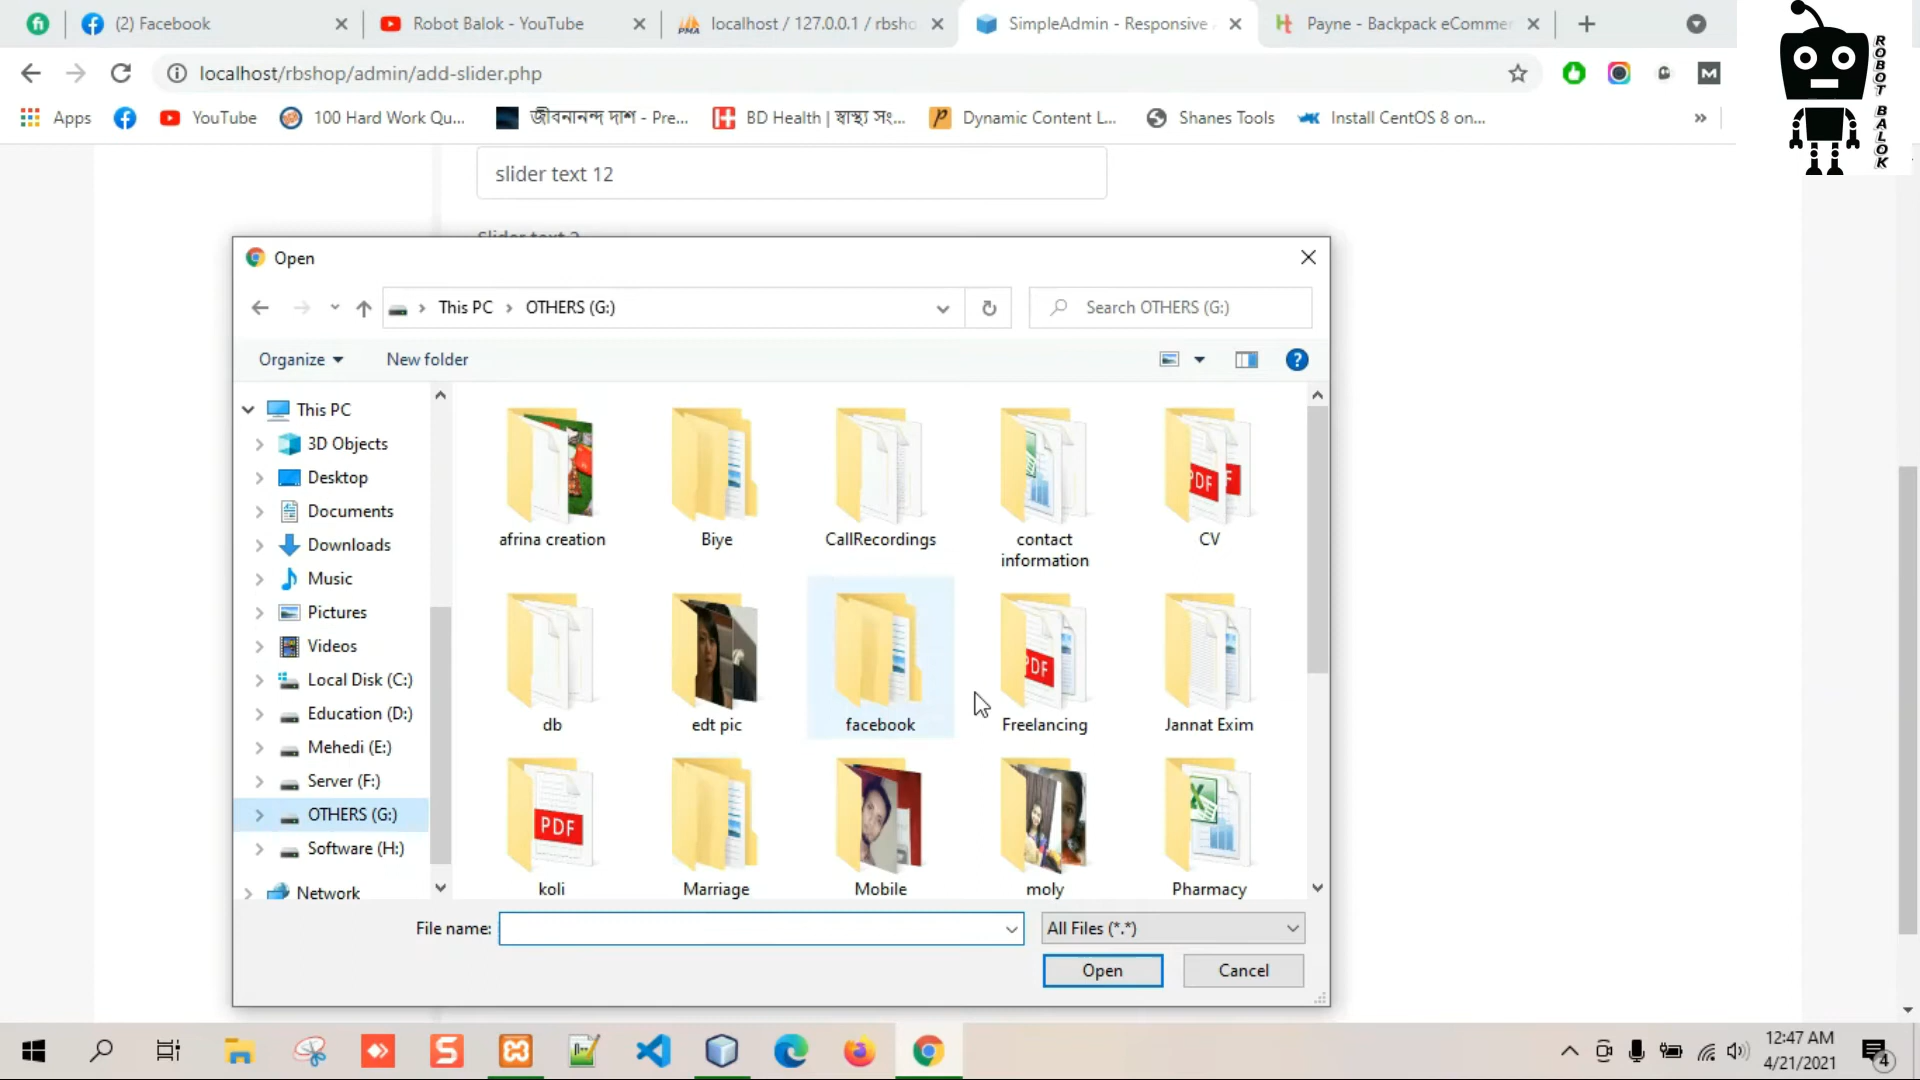 (2) Facebook
Robot Balok - YouTube
localhost / 127.0.0.1 / rbsho
SimpleAdmin - Responsive
Payne - Backpack eCommer
localhost/rbshop/admin/add-slider.php
Apps
YouTube
100 Hard Work Qu...
জীবনানন্দ দাশ - Pre...
BD Health | স্বাস্থ্য সং...
Dynamic Content L...
Shanes Tools
Install CentOS 8 on...
ROBOT BALOK
slider text 12
Slider text 2
Open
This PC
OTHERS (G:)
Search OTHERS (G:)
Organize
New folder
This PC
3D Objects
Desktop
Documents
Downloads
Music
Pictures
Videos
Local Disk (C:)
Education (D:)
Mehedi (E:)
Server (F:)
OTHERS (G:)
Software (H:)
Network
afrina creation
Biye
CallRecordings
contact
information
CV
db
edt pic
facebook
Freelancing
Jannat Exim
koli
Marriage
Mobile
moly
Pharmacy
File name:
All Files (*.*)
Open
Cancel
12:47 AM
4/21/2021
4